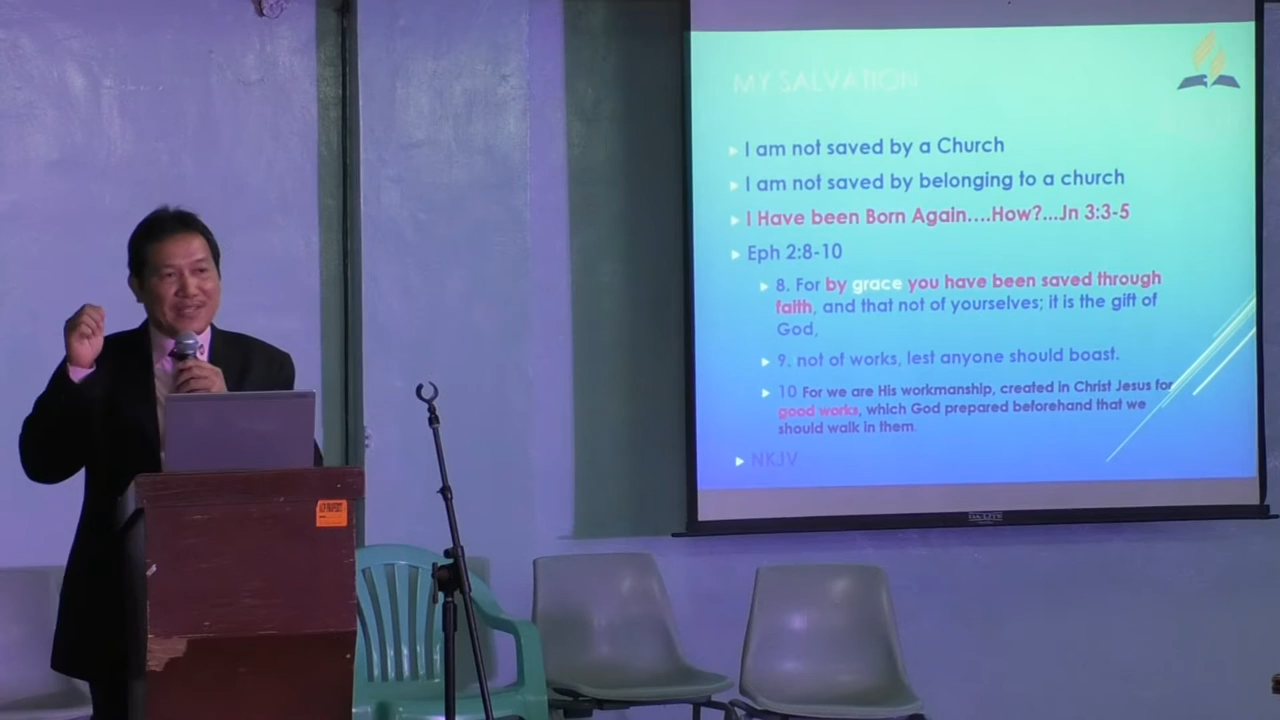 MY SALVATION
I am not saved by a Church
I am not saved by belonging to a church
I Have been Born Again....How?...Jn 3:3-5
Eph 2:8-10
8. For by grace you have been saved through
faith, and that not of yourselves; it is the gift of
God,
9. not of works, lest anyone should boast.
10 For we are His workmanship, created in Christ Jesus for
good works, which God prepared beforehand that we
should walk in them.
NKJV
DA-LITE